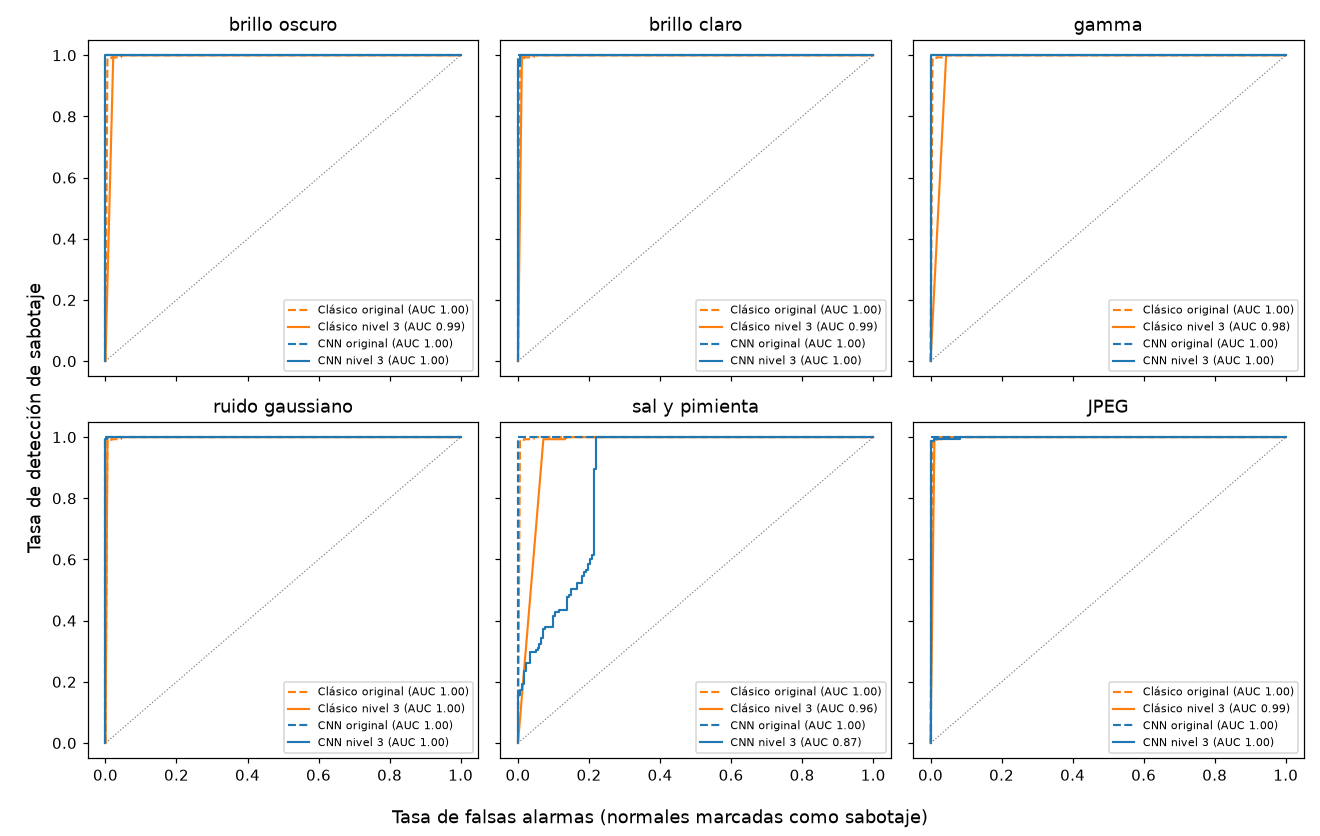 brillo oscuro
brillo claro
gamma
1.0
0.8
0.6
0.4
0.2
0.0
Clásico original (AUC 1.00)
Clásico nivel 3 (AUC 0.99)
CNN original (AUC 1.00)
CNN nivel 3 (AUC 1.00)
Clásico original (AUC 1.00)
Clásico nivel 3 (AUC 0.99)
CNN original (AUC 1.00)
CNN nivel 3 (AUC 1.00)
Clásico original (AUC 1.00)
Clásico nivel 3 (AUC 0.98)
CNN original (AUC 1.00)
CNN nivel 3 (AUC 1.00)
Tasa de detección de sabotaje
ruido gaussiano
sal y pimienta
JPEG
1.0
0.8
0.6
0.4
0.2
0.0
Clásico original (AUC 1.00)
Clásico nivel 3 (AUC 1.00)
CNN original (AUC 1.00)
CNN nivel 3 (AUC 1.00)
Clásico original (AUC 1.00)
Clásico nivel 3 (AUC 0.96)
CNN original (AUC 1.00)
CNN nivel 3 (AUC 0.87)
Clásico original (AUC 1.00)
Clásico nivel 3 (AUC 0.99)
CNN original (AUC 1.00)
CNN nivel 3 (AUC 1.00)
0.0 0.2 0.4 0.6 0.8 1.0
0.0 0.2 0.4 0.6 0.8 1.0
0.0 0.2 0.4 0.6 0.8 1.0
Tasa de falsas alarmas (normales marcadas como sabotaje)